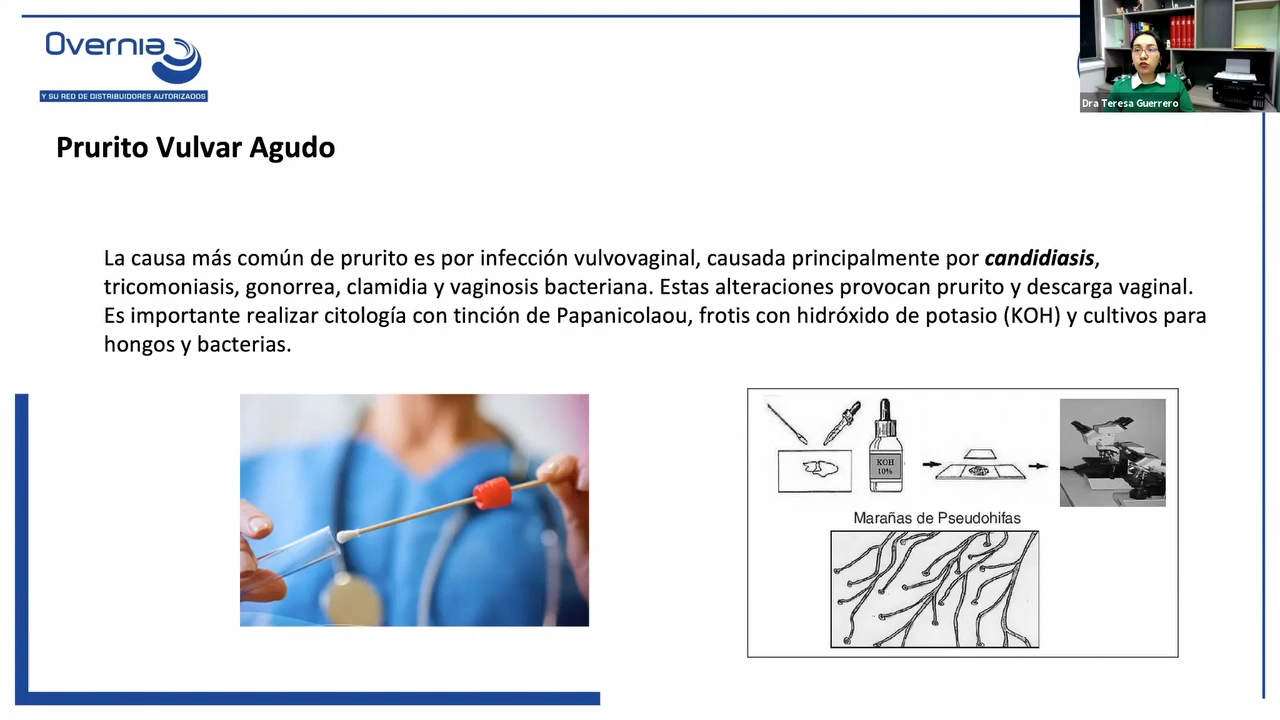 Overnia
Y SU RED DE DISTRIBUIDORES AUTORIZADOS
Dra Teresa Guerrero
Prurito Vulvar Agudo
La causa más común de prurito es por infección vulvovaginal, causada principalmente por candidiasis,
tricomoniasis, gonorrea, clamidia y vaginosis bacteriana. Estas alteraciones provocan prurito y descarga vaginal.
Es importante realizar citología con tinción de Papanicolaou, frotis con hidróxido de potasio (KOH) y cultivos para
hongos y bacterias.
KOH
10%
Marañas de Pseudohifas